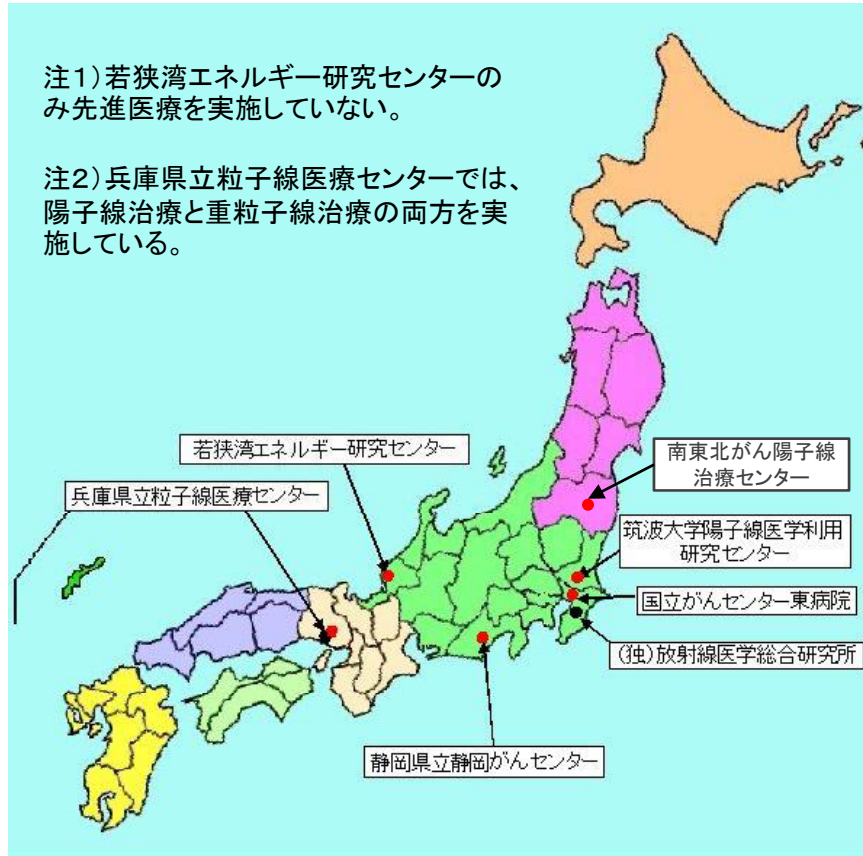 注1）若狭湾エネルギー研究センターの
み先進医療を実施していない。
注2）兵庫県立粒子線医療センターでは、
陽子線治療と重粒子線治療の両方を実
施している。
若狭湾エネルギー研究センター
南東北がん陽子線
治療センター
兵庫県立粒子線医療センター
筑波大学陽子線医学利用
研究センター
国立がんセンター東病院
(独)放射線医学総合研究所
静岡県立静岡がんセンター